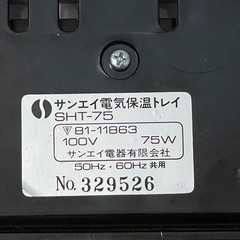 サンエイ電気保温トレイ
SHT-75
81-11863
100V 75W
サンエイ電器有限会社
50Hz・60Hz 共用
No. 329526